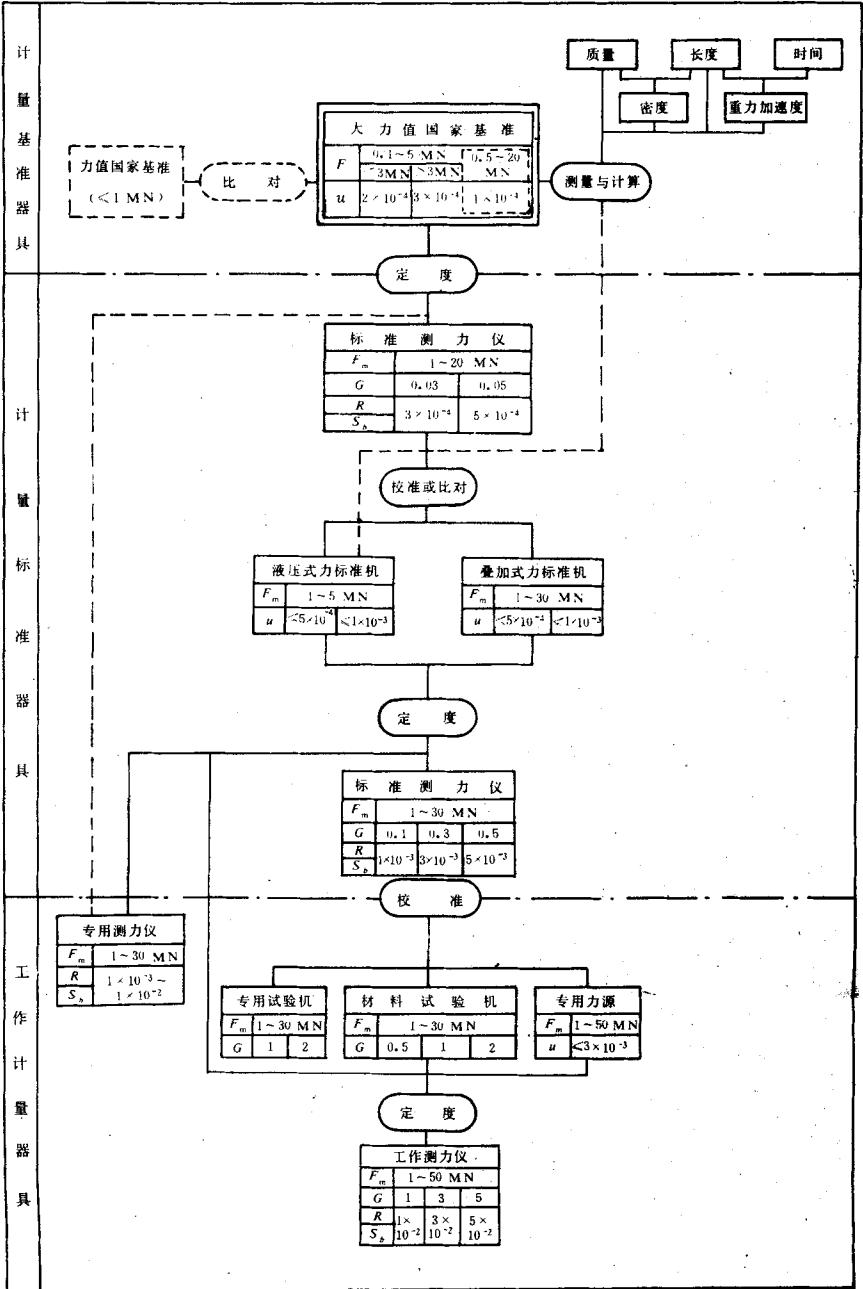 计量基准器具
质量
长度
时间
密度
重力加速度
大力值国家基准
F
0.1~5 MN
≤3MN
>3MN
0.5~20
MN
u
2×10⁻⁴
3×10⁻⁴
1×10⁻⁴
力值国家基准
(≤1 MN)
比 对
测量与计算
定 度
计量标准器具
标准测力仪
Fm
1~20 MN
G
0.03
0.05
R
Sb
3×10⁻⁴
5×10⁻⁴
校准或比对
液压式力标准机
Fm
1~5 MN
u
≤5×10⁻⁴
≤1×10⁻³
叠加式力标准机
Fm
1~30 MN
u
≤5×10⁻⁴
≤1×10⁻³
定 度
标准测力仪
Fm
1~30 MN
G
0.1
0.3
0.5
R
Sb
1×10⁻³
3×10⁻³
5×10⁻³
校 准
工作计量器具
专用测力仪
Fm
1~30 MN
R
Sb
1×10⁻³~
1×10⁻²
专用试验机
Fm
1~30 MN
G
1
2
材料试验机
Fm
1~30 MN
G
0.5
1
2
专用力源
Fm
1~50 MN
u
≤3×10⁻³
定 度
工作测力仪
Fm
1~50 MN
G
1
3
5
R
Sb
1×
10⁻²
3×
10⁻²
5×
10⁻²